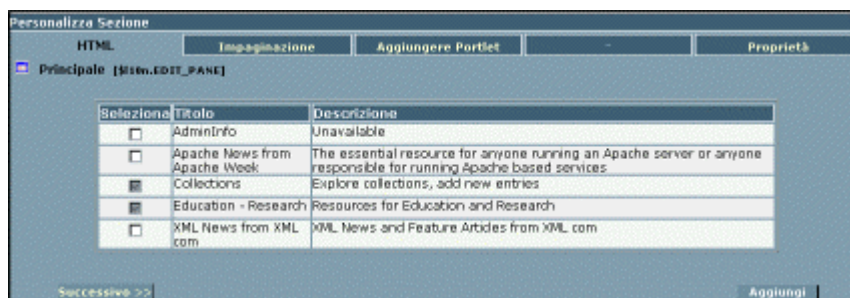 Personalizza Sezione
HTML Impaginazione Aggiungere Portlet - Proprietà
Principale [$l10n.EDIT_PANE]
Seleziona Titolo Descrizione
AdminInfo Unavailable
Apache News from The essential resource for anyone running an Apache server or anyone
Apache Week responsible for running Apache based services
Collections Explore collections, add new entries
Education - Research Resources for Education and Research
XML News from XML XML News and Feature Articles from XML com
com
Successivo >> Aggiungi